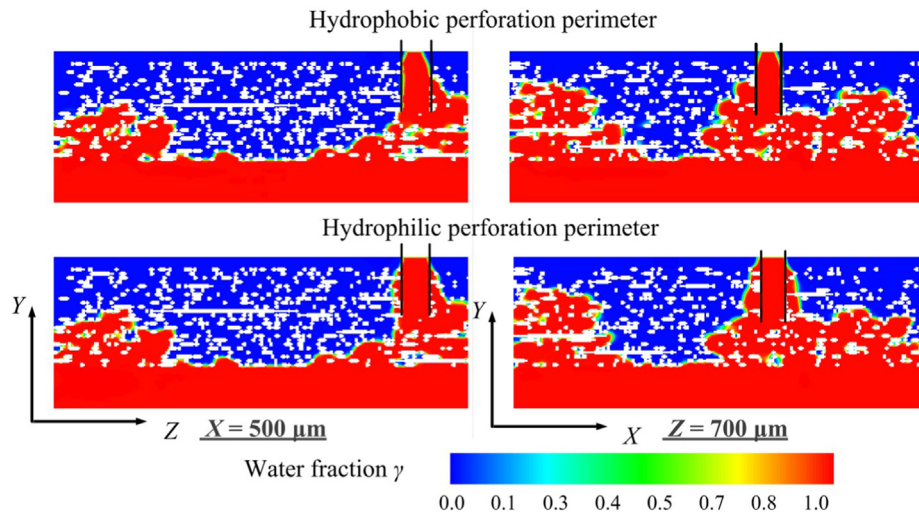 Hydrophobic perforation perimeter
Hydrophilic perforation perimeter
Y
Y
Z
X = 500 μm
X
Z = 700 μm
Water fraction γ
0.0 0.1 0.3 0.4 0.5 0.7 0.8 1.0